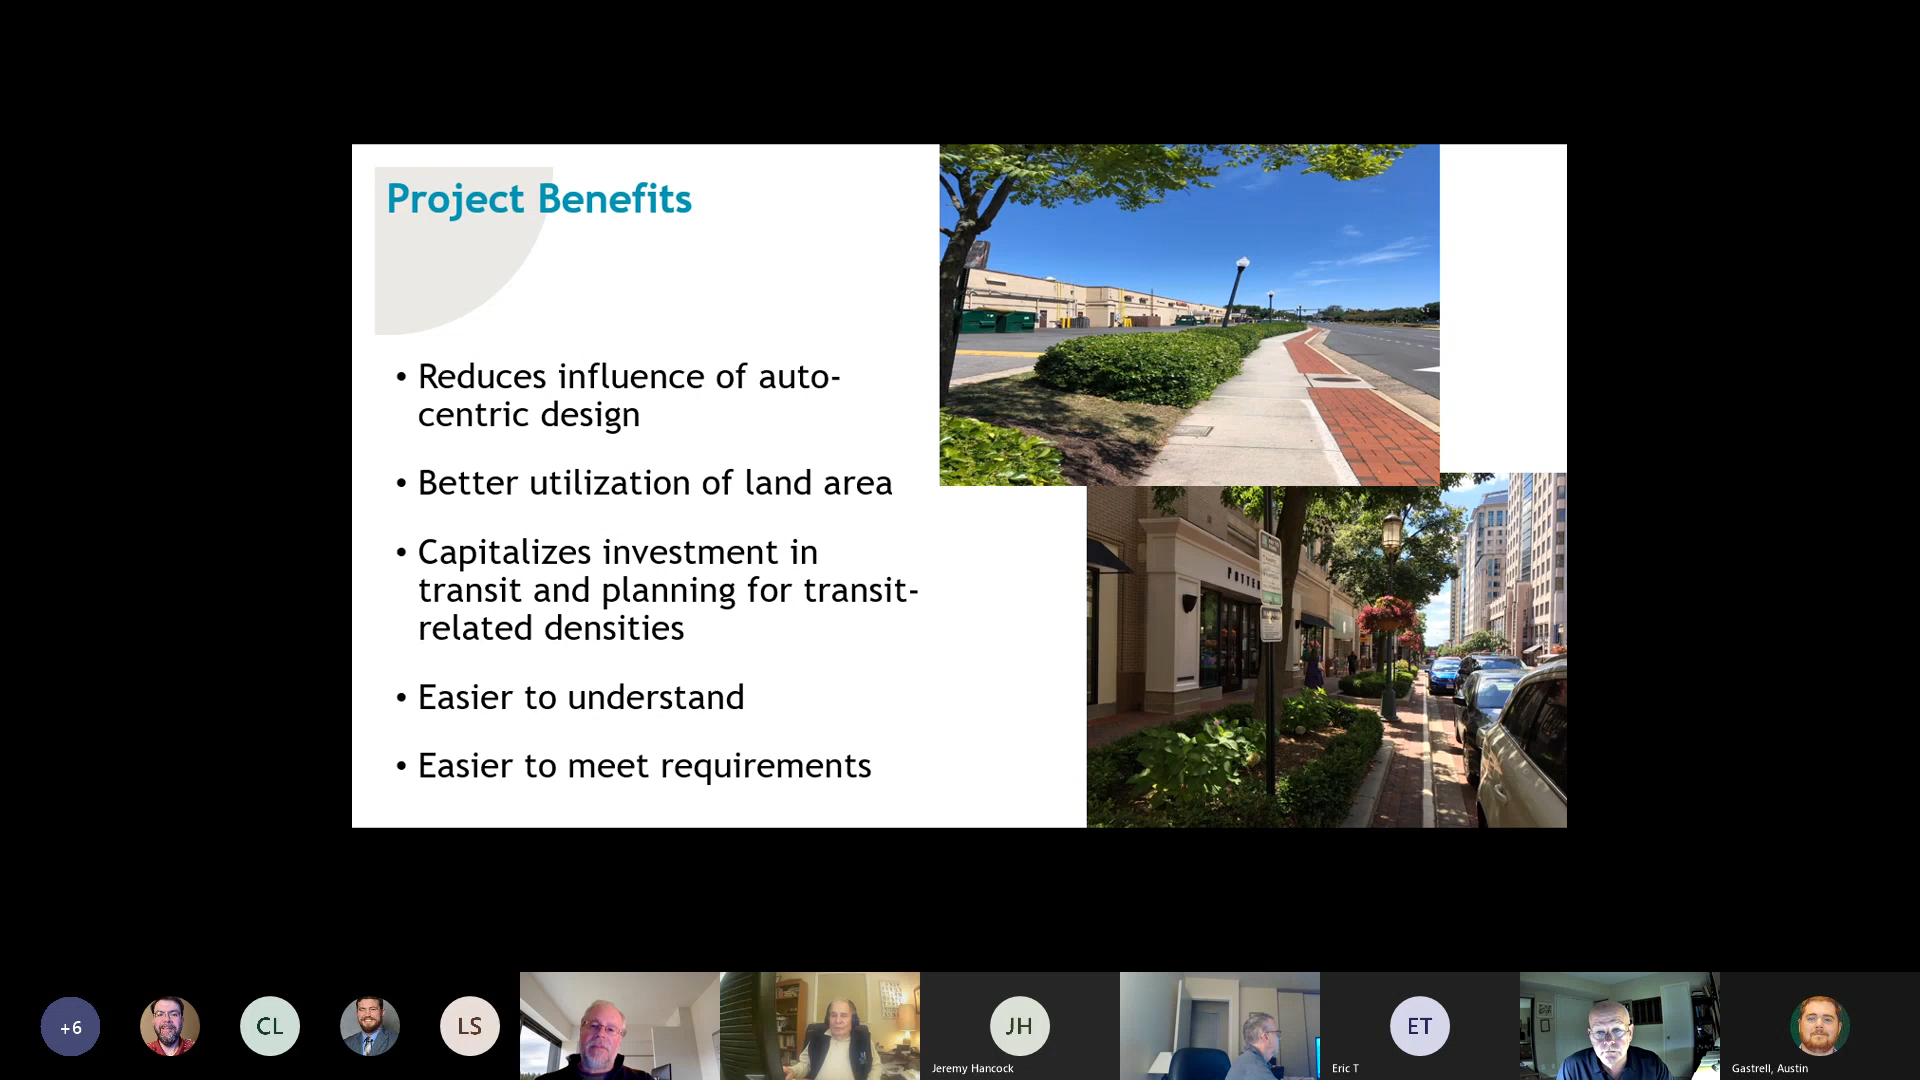 Project Benefits
• Reduces influence of auto-
centric design
• Better utilization of land area
• Capitalizes investment in
transit and planning for transit-
related densities
• Easier to understand
• Easier to meet requirements
POTTER
+6
CL
LS
JH
Jeremy Hancock
ET
Eric T
Gastrell, Austin